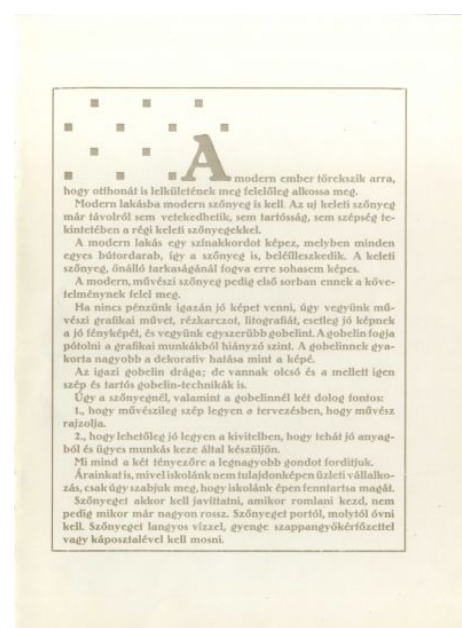 A modern ember törekszik arra,
hogy otthonát is lelkületének meg felelőleg alkossa meg.
Modern lakásba modern szőnyeg is kell. Az uj keleti szőnyeg
már távolról sem vetekedhetik, sem tartósság, sem szépség te-
kintetében a régi keleti szőnyegekkel.
A modern lakás egy színakkordot képez, melyben minden
egyes bútordarab, így a szőnyeg is, beléilleszkedik. A keleti
szőnyeg, önálló tarkaságánál fogva erre sohasem képes.
A modern, művészi szőnyeg pedig első sorban ennek a köve-
telménynek felel meg.
Ha nincs pénzünk igazán jó képet venni, úgy vegyünk mű-
vészi grafikai művet, rézkarczot, litografiát, esetleg jó képnek
a jó fényképét, és vegyünk egyszerübb gobelint. A gobelin fogja
pótolni a grafikai munkákból hiányzó szint. A gobelinnek gya-
korta nagyobb a dekorativ hatása mint a képé.
Az igazi gobelin drága; de vannak olcsó és a mellett igen
szép és tartós gobelin-technikák is.
Úgy a szőnyegnél, valamint a gobelinnél két dolog fontos:
1., hogy művészileg szép legyen a tervezésben, hogy művész
rajzolja.
2., hogy lehetőleg jó legyen a kivitelben, hogy tehát jó anyag-
ból és ügyes munkás keze által készüljön.
Mi mind a két tényezőre a legnagyobb gondot forditjuk.
Árainkat is, mivel iskolánk nem tulajdonképen üzleti vállalko-
zás, csak úgy szabjuk meg, hogy iskolánk épen fenntartsa magát.
Szőnyeget akkor kell javíttatni, amikor romlani kezd, nem
pedig mikor már nagyon rossz. Szőnyeget portól, molytól óvni
kell. Szőnyeget langyos vízzel, gyenge szappangyökérfőzettel
vagy káposztalével kell mosni.